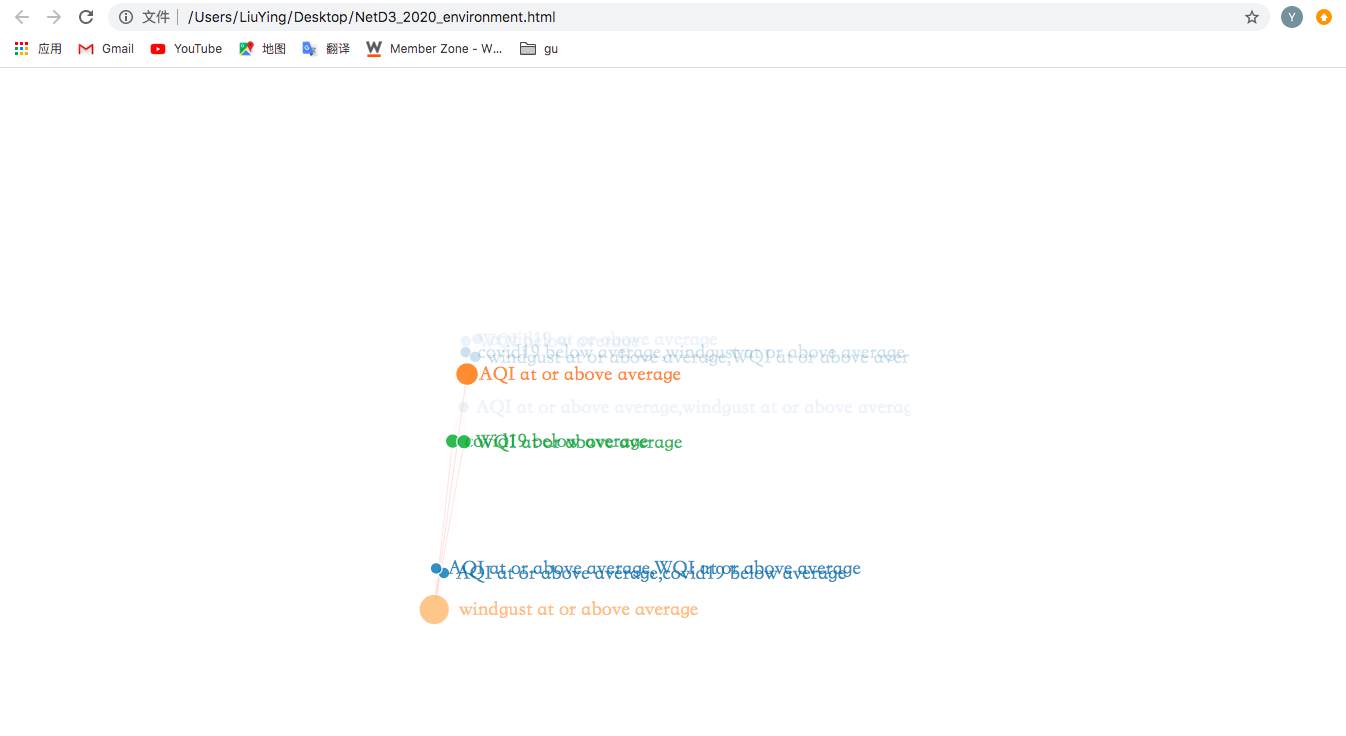 文件 /Users/LiuYing/Desktop/NetD3_2020_environment.html Y
应用 Gmail YouTube 地图 翻译 Member Zone - W... gu
WQI below average
covid19 at or above average
covid19 below average,windgust at or above average
windgust at or above average,WQI at or above aver
AQI at or above average
AQI at or above average,windgust at or above averag
covid19 below average
WQI at or above average
AQI at or above average,WQI at or above average
AQI at or above average,covid19 below average
windgust at or above average